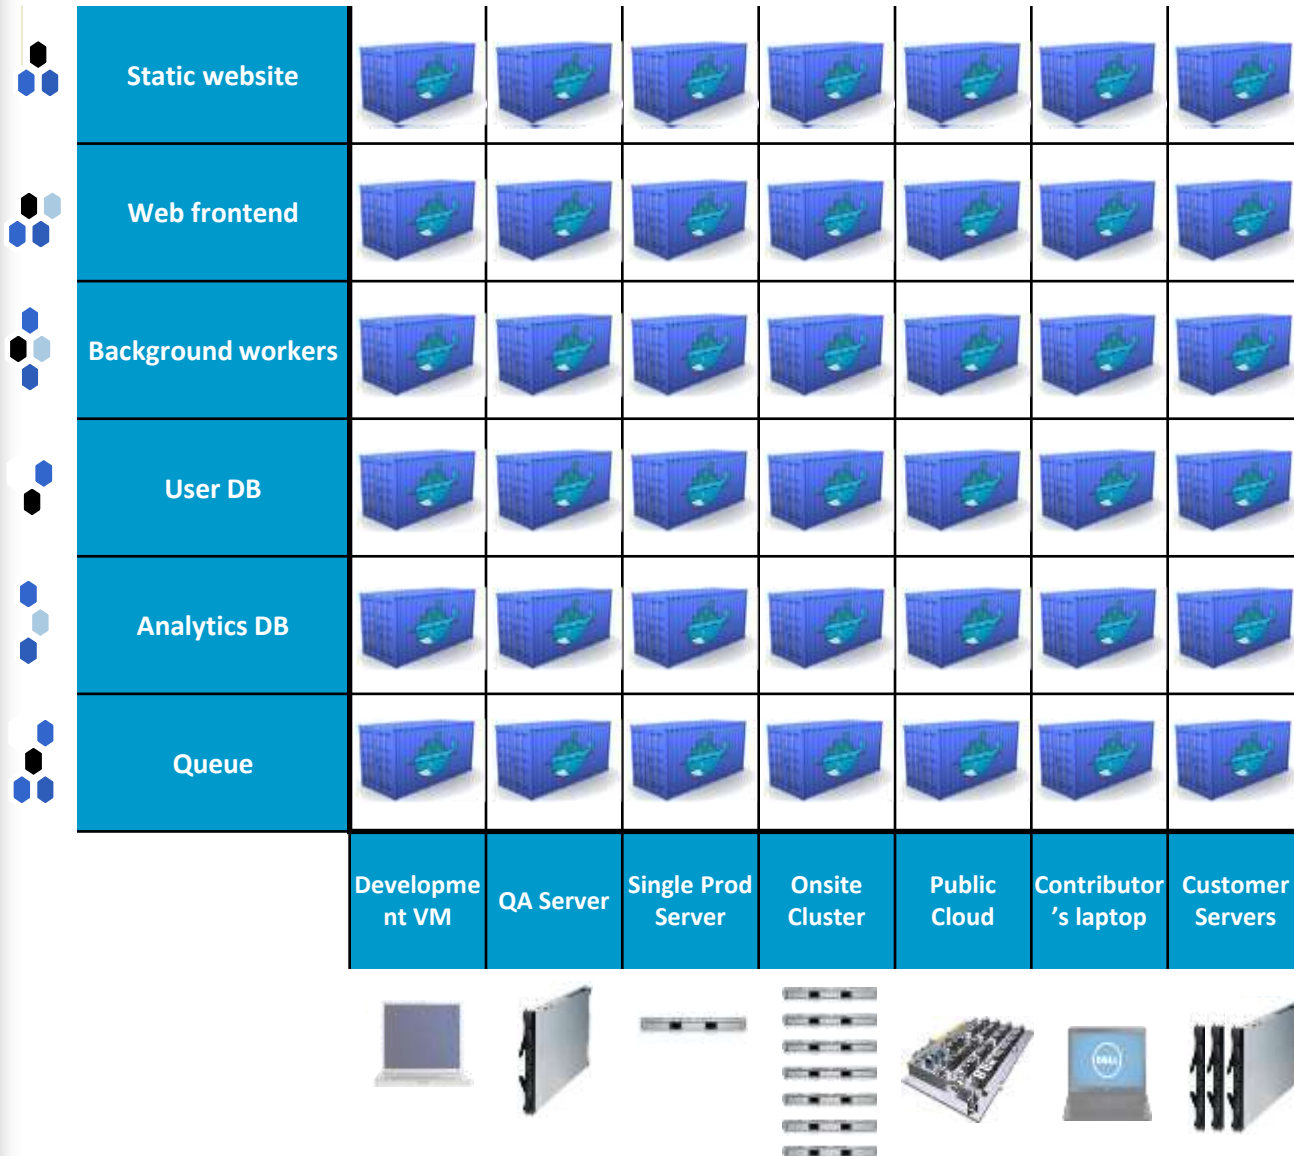 Static website
Web frontend
Background workers
User DB
Analytics DB
Queue
Developme
nt VM
QA Server
Single Prod
Server
Onsite
Cluster
Public
Cloud
Contributor
’s laptop
Customer
Servers
DELL